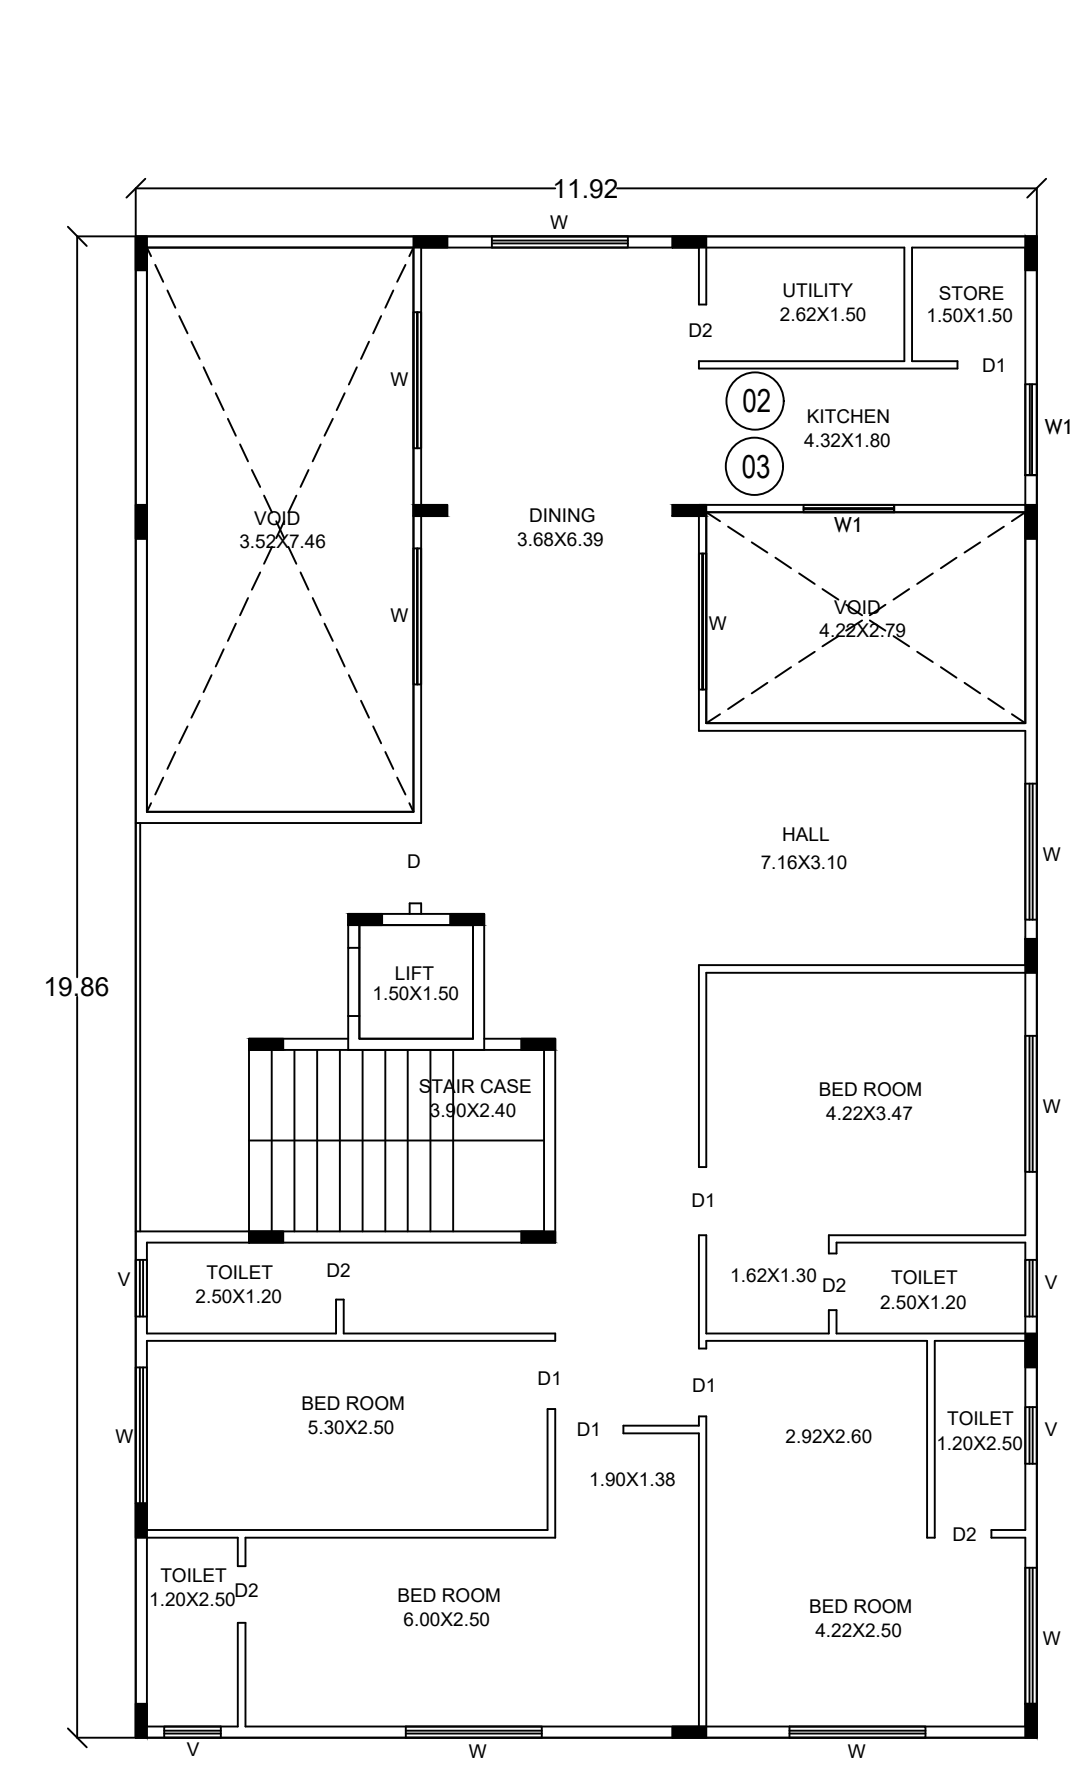 11.92
W
UTILITY
2.62X1.50
STORE
1.50X1.50
D2
D1
W
02
KITCHEN
4.32X1.80
W1
03
VOID
3.52X7.46
DINING
3.68X6.39
W1
W
W
VOID
4.22X2.79
HALL
7.16X3.10
W
D
19.86
LIFT
1.50X1.50
STAIR CASE
3.90X2.40
BED ROOM
4.22X3.47
W
D1
V
TOILET
2.50X1.20
D2
1.62X1.30
D2
TOILET
2.50X1.20
V
D1
D1
BED ROOM
5.30X2.50
W
D1
1.90X1.38
2.92X2.60
TOILET
1.20X2.50
V
D2
TOILET
1.20X2.50
D2
BED ROOM
6.00X2.50
BED ROOM
4.22X2.50
W
V
W
W